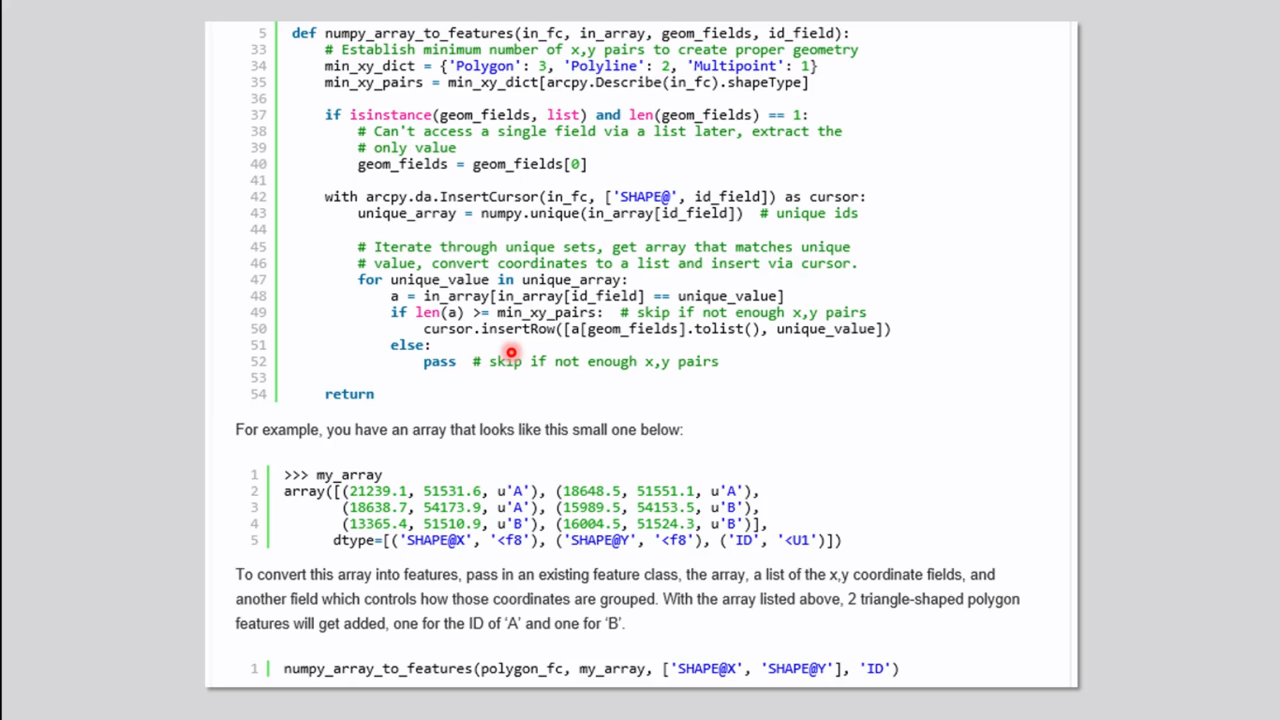 5 def numpy_array_to_features(in_fc, in_array, geom_fields, id_field):
33 # Establish minimum number of x,y pairs to create proper geometry
34 min_xy_dict = {'Polygon': 3, 'Polyline': 2, 'Multipoint': 1}
35 min_xy_pairs = min_xy_dict[arcpy.Describe(in_fc).shapeType]
36
37 if isinstance(geom_fields, list) and len(geom_fields) == 1:
38 # Can't access a single field via a list later, extract the
39 # only value
40 geom_fields = geom_fields[0]
41
42 with arcpy.da.InsertCursor(in_fc, ['SHAPE@', id_field]) as cursor:
43 unique_array = numpy.unique(in_array[id_field]) # unique ids
44
45 # Iterate through unique sets, get array that matches unique
46 # value, convert coordinates to a list and insert via cursor.
47 for unique_value in unique_array:
48 a = in_array[in_array[id_field] == unique_value]
49 if len(a) >= min_xy_pairs: # skip if not enough x,y pairs
50 cursor.insertRow([a[geom_fields].tolist(), unique_value])
51 else:
52 pass # skip if not enough x,y pairs
53
54 return
For example, you have an array that looks like this small one below:
1 >>> my_array
2 array([(21239.1, 51531.6, u'A'), (18648.5, 51551.1, u'A'),
3 (18638.7, 54173.9, u'A'), (15989.5, 54153.5, u'B'),
4 (13365.4, 51510.9, u'B'), (16004.5, 51524.3, u'B')],
5 dtype=[('SHAPE@X', '<f8'), ('SHAPE@Y', '<f8'), ('ID', '<U1')])
To convert this array into features, pass in an existing feature class, the array, a list of the x,y coordinate fields, and
another field which controls how those coordinates are grouped. With the array listed above, 2 triangle-shaped polygon
features will get added, one for the ID of ‘A’ and one for ‘B’.
1 numpy_array_to_features(polygon_fc, my_array, ['SHAPE@X', 'SHAPE@Y'], 'ID')